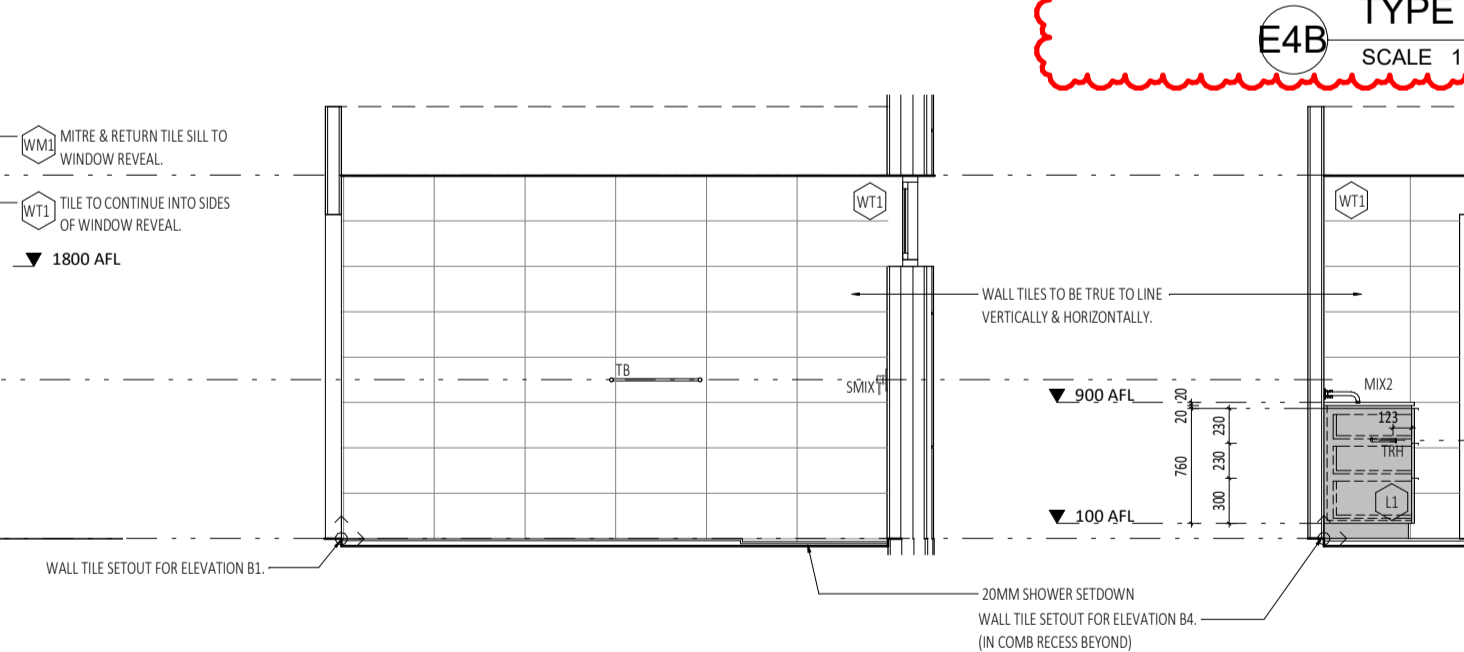 TYPE
E4B
SCALE 1
WM1
MITRE & RETURN TILE SILL TO
WINDOW REVEAL.
WT1
TILE TO CONTINUE INTO SIDES
OF WINDOW REVEAL.
1800 AFL
WT1
WT1
WALL TILES TO BE TRUE TO LINE
VERTICALLY & HORIZONTALLY.
TB
SMIX
MIX2
900 AFL
20
20
230
123
TRH
760
230
300
L1
100 AFL
WALL TILE SETOUT FOR ELEVATION B1.
20MM SHOWER SETDOWN
WALL TILE SETOUT FOR ELEVATION B4.
(IN COMB RECESS BEYOND)